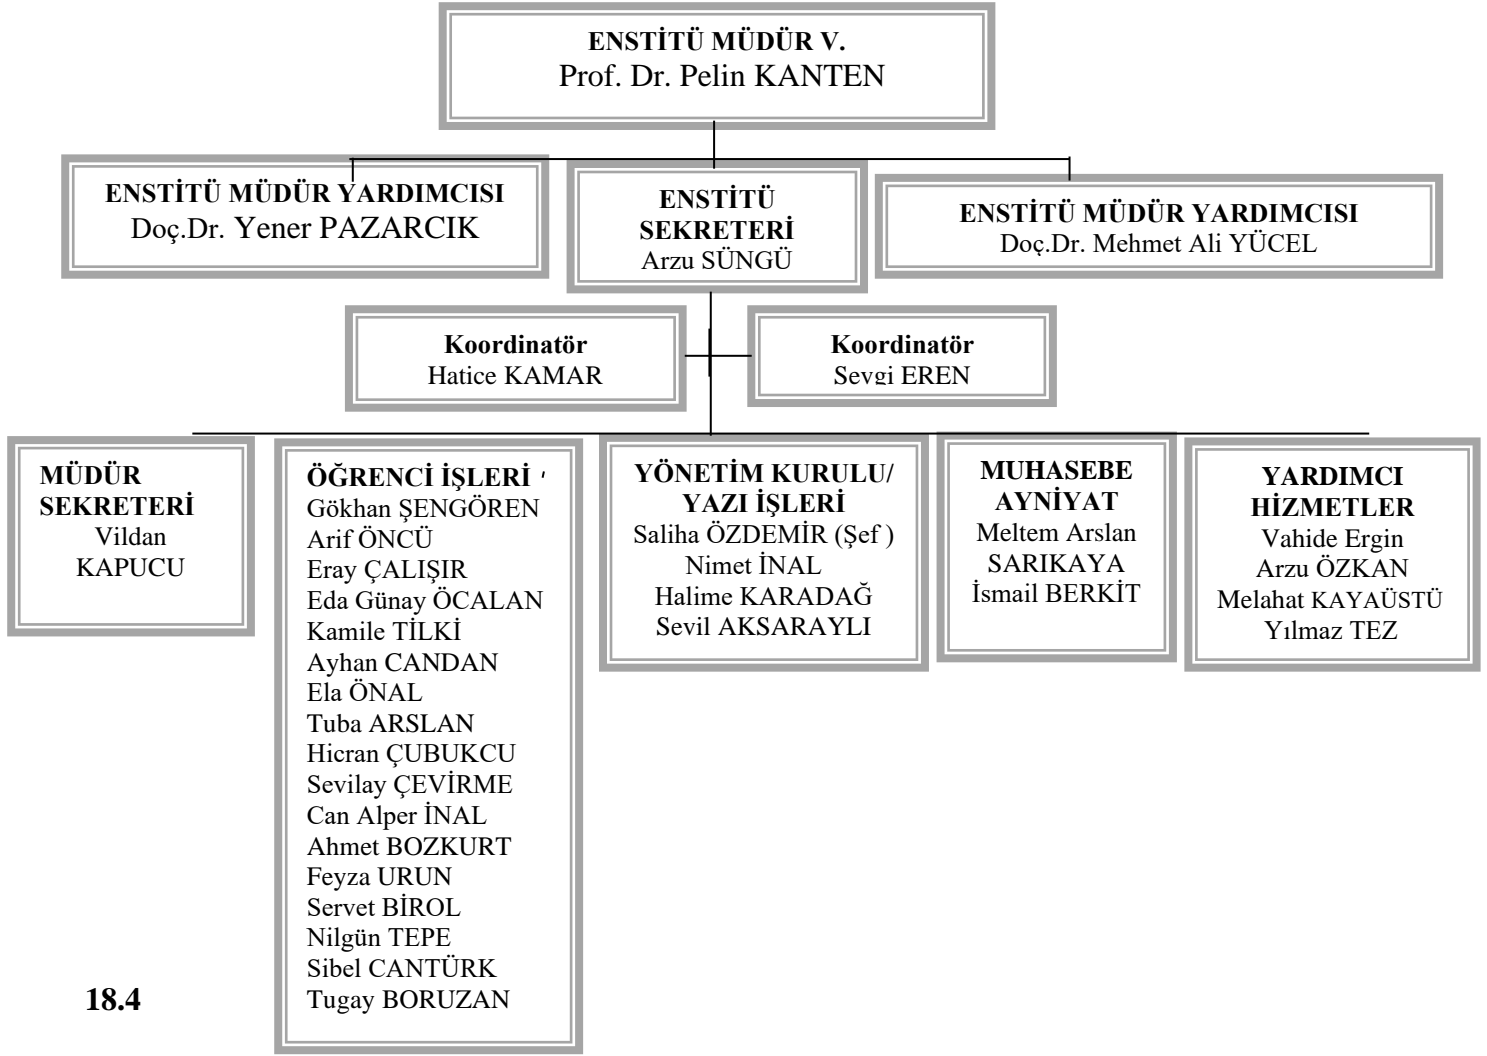 ENSTİTÜ MÜDÜR V.
Prof. Dr. Pelin KANTEN
ENSTİTÜ MÜDÜR YARDIMCISI
Doç.Dr. Yener PAZARCIK
ENSTİTÜ
SEKRETERİ
Arzu SÜNGÜ
ENSTİTÜ MÜDÜR YARDIMCISI
Doç.Dr. Mehmet Ali YÜCEL
Koordinatör
Hatice KAMAR
Koordinatör
Sevgi EREN
MÜDÜR
SEKRETERİ
Vildan
KAPUCU
ÖĞRENCİ İŞLERİ '
Gökhan ŞENGÖREN
Arif ÖNCÜ
Eray ÇALIŞIR
Eda Günay ÖCALAN
Kamile TİLKİ
Ayhan CANDAN
Ela ÖNAL
Tuba ARSLAN
Hicran ÇUBUKCU
Sevilay ÇEVİRME
Can Alper İNAL
Ahmet BOZKURT
Feyza URUN
Servet BİROL
Nilgün TEPE
Sibel CANTÜRK
Tugay BORUZAN
YÖNETİM KURULU/
YAZI İŞLERİ
Saliha ÖZDEMİR (Şef )
Nimet İNAL
Halime KARADAĞ
Sevil AKSARAYLI
MUHASEBE
AYNİYAT
Meltem Arslan
SARIKAYA
İsmail BERKİT
YARDIMCI
HİZMETLER
Vahide Ergin
Arzu ÖZKAN
Melahat KAYAÜSTÜ
Yılmaz TEZ
18.4